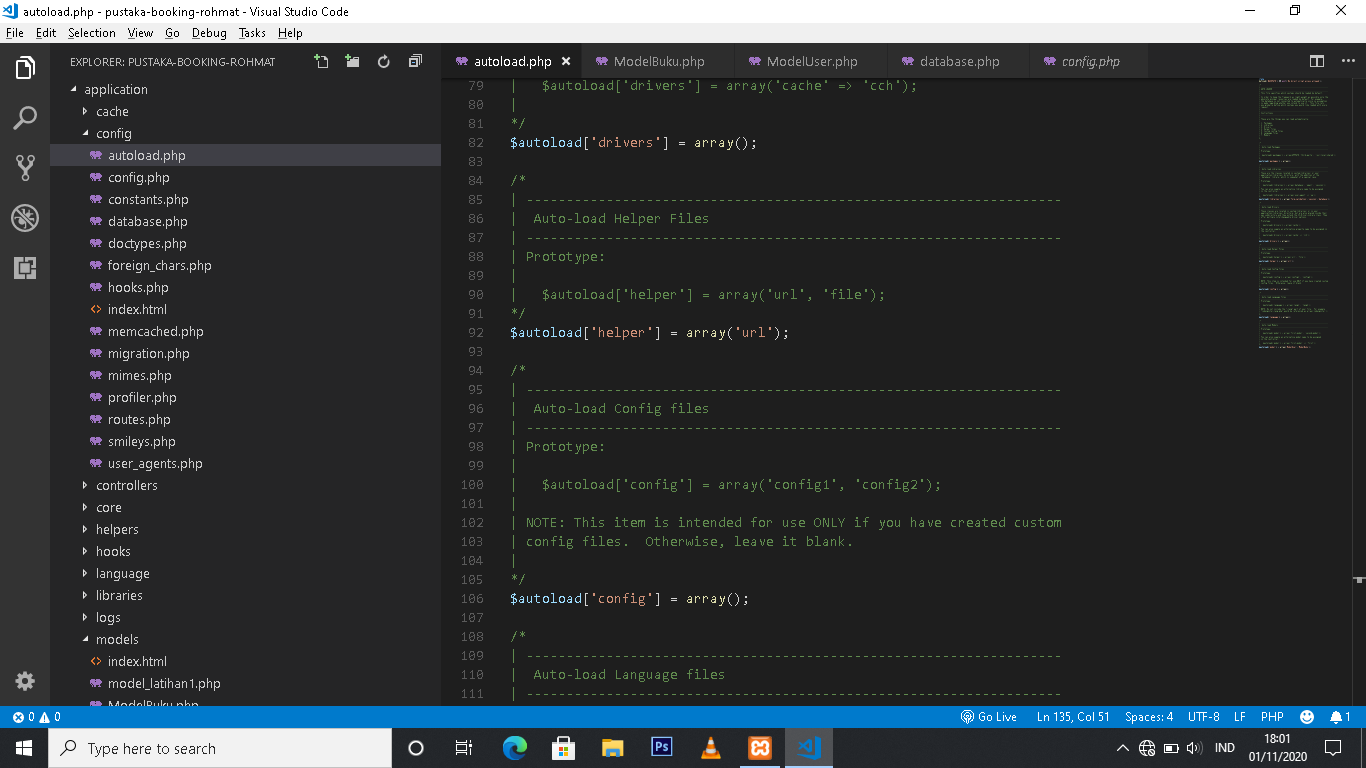 autoload.php - pustaka-booking-rohmat - Visual Studio Code
File Edit Selection View Go Debug Tasks Help
EXPLORER: PUSTAKA-BOOKING-ROHMAT
application
cache
config
autoload.php
config.php
constants.php
database.php
doctypes.php
foreign_chars.php
hooks.php
index.html
memcached.php
migration.php
mimes.php
profiler.php
routes.php
smileys.php
user_agents.php
controllers
core
helpers
hooks
language
libraries
logs
models
index.html
model_latihan1.php
ModelBuku.php
autoload.php ModelBuku.php ModelUser.php database.php config.php
79 | $autoload['drivers'] = array('cache' => 'cch');
80 |
81 */
82 $autoload['drivers'] = array();
83
84 /*
85 | -------------------------------------------------------------------
86 | Auto-load Helper Files
87 | -------------------------------------------------------------------
88 | Prototype:
89 |
90 | $autoload['helper'] = array('url', 'file');
91 */
92 $autoload['helper'] = array('url');
93
94 /*
95 | -------------------------------------------------------------------
96 | Auto-load Config files
97 | -------------------------------------------------------------------
98 | Prototype:
99 |
100 | $autoload['config'] = array('config1', 'config2');
101 |
102 | NOTE: This item is intended for use ONLY if you have created custom
103 | config files.  Otherwise, leave it blank.
104 |
105 */
106 $autoload['config'] = array();
107
108 /*
109 | -------------------------------------------------------------------
110 | Auto-load Language files
111 | -------------------------------------------------------------------
0 0 Go Live Ln 135, Col 51 Spaces: 4 UTF-8 LF PHP 1
Type here to search
Ps
IND
18:01
01/11/2020